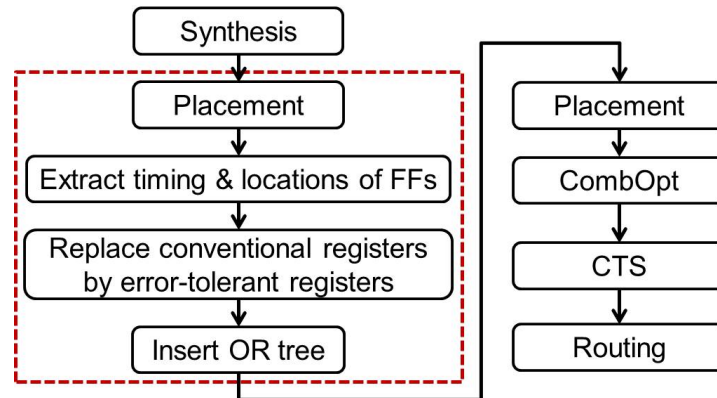 Synthesis
Placement
Extract timing & locations of FFs
Replace conventional registers
by error-tolerant registers
Insert OR tree
Placement
CombOpt
CTS
Routing